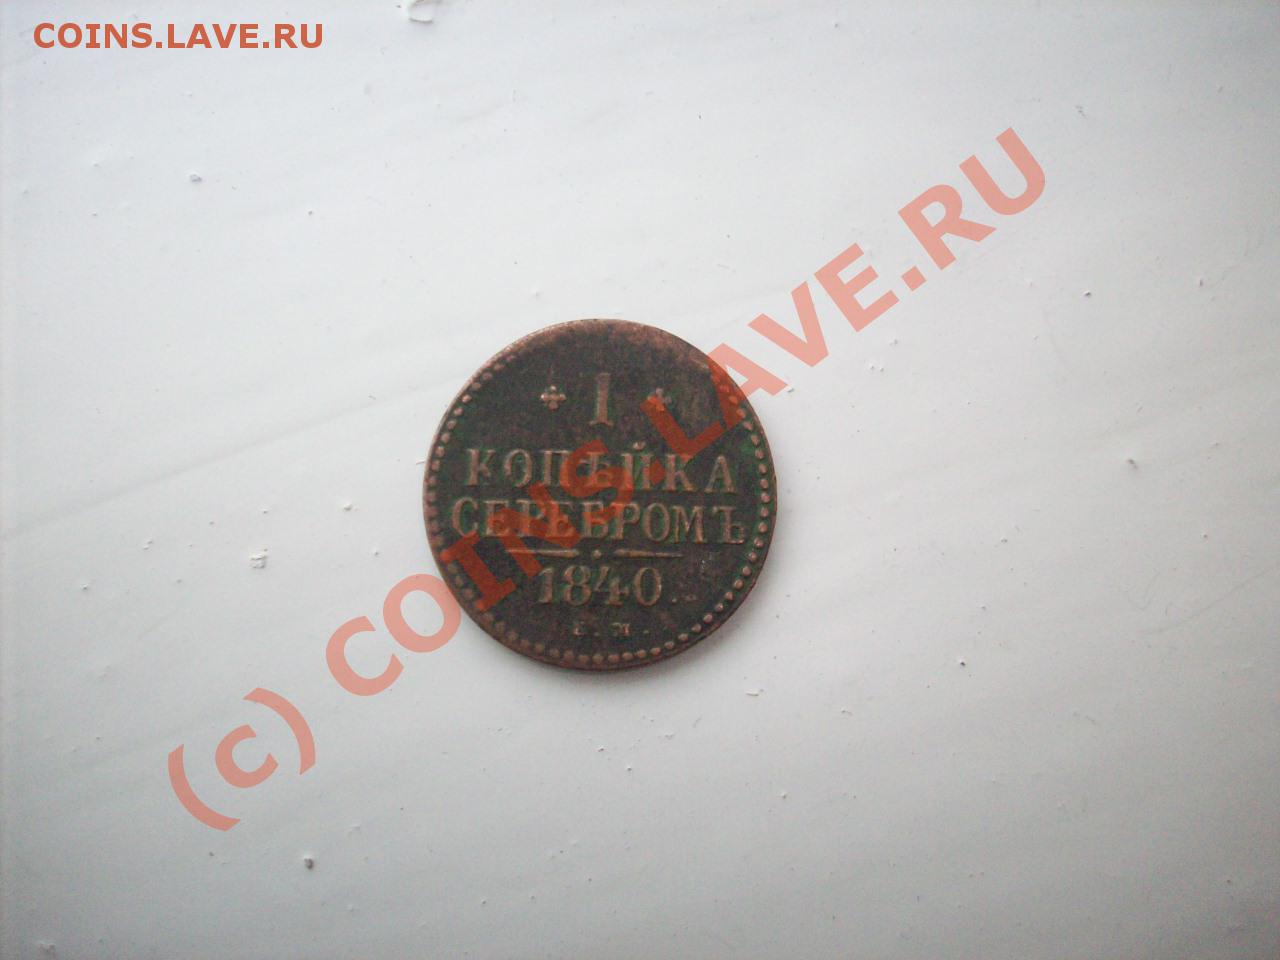 COINS.LAVE.RU
1
КОПѢЙКА
СЕРЕБРОМЪ
1840.
Е.М.
(c) COINS.LAVE.RU